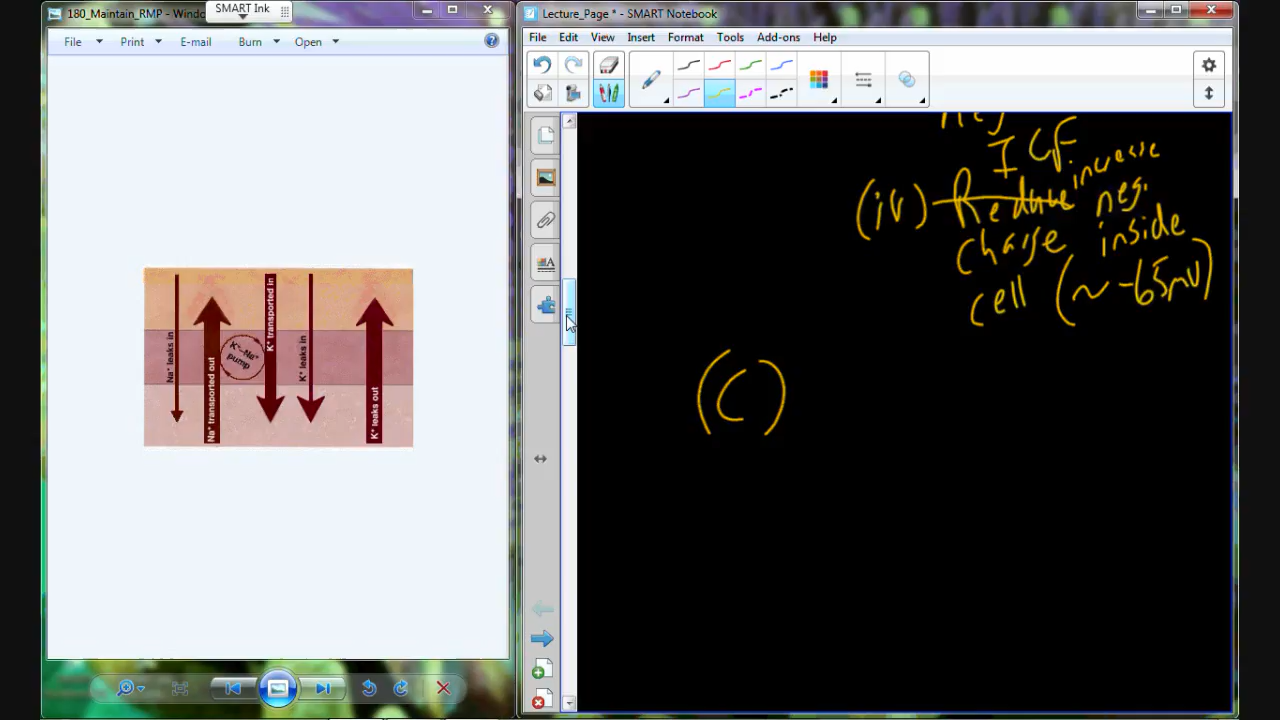 180_Maintain_RMP - Windo
SMART Ink
File
Print
E-mail
Burn
Open
Na⁺ leaks in
Na⁺ transported out
K⁺–Na⁺
pump
K⁺ transported in
K⁺ leaks in
K⁺ leaks out
Lecture_Page * - SMART Notebook
File Edit View Insert Format Tools Add-ons Help
ICF
(iv) Reduce increase
neg.
charge inside
cell (~ -65mV)
(C)